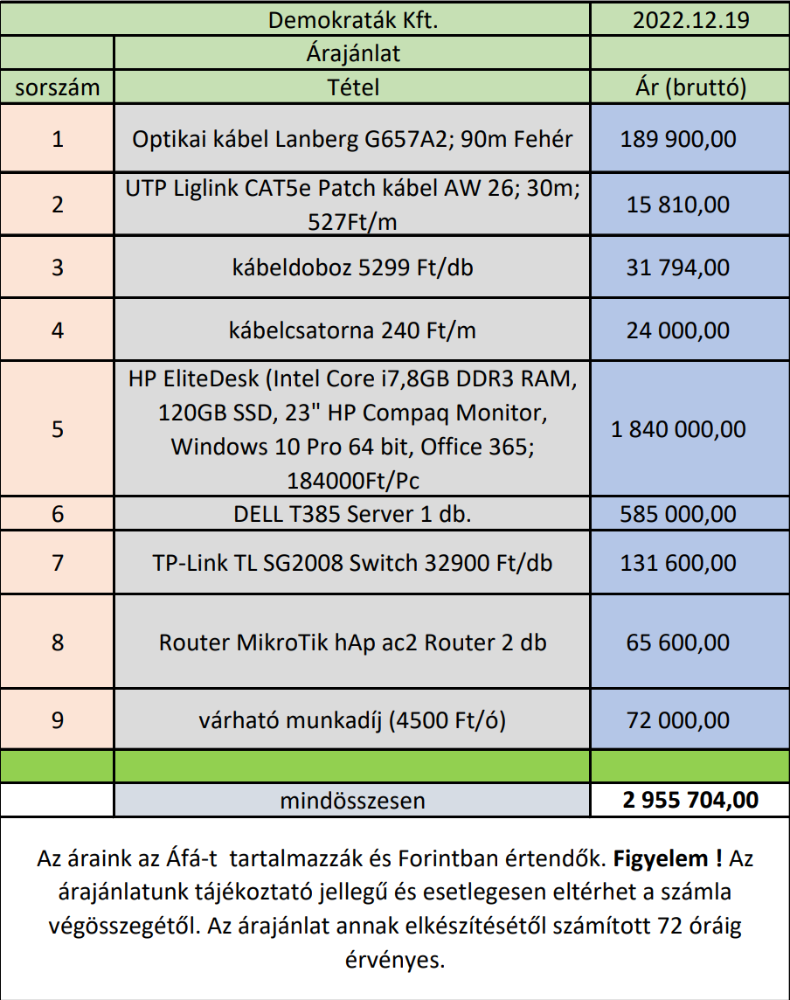 Demokraták Kft. 2022.12.19
Árajánlat
sorszám Tétel Ár (bruttó)
1 Optikai kábel Lanberg G657A2; 90m Fehér 189 900,00
UTP Liglink CAT5e Patch kábel AW 26; 30m;
2 527Ft/m 15 810,00
3 kábeldoboz 5299 Ft/db 31 794,00
4 kábelcsatorna 240 Ft/m 24 000,00
HP EliteDesk (Intel Core i7,8GB DDR3 RAM,
120GB SSD, 23" HP Compaq Monitor,
5 Windows 10 Pro 64 bit, Office 365; 1 840 000,00
184000Ft/Pc
6 DELL T385 Server 1 db. 585 000,00
7 TP-Link TL SG2008 Switch 32900 Ft/db 131 600,00
8 Router MikroTik hAp ac2 Router 2 db 65 600,00
9 várható munkadíj (4500 Ft/ó) 72 000,00
mindösszesen 2 955 704,00
Az áraink az Áfá-t tartalmazzák és Forintban értendők. Figyelem ! Az
árajánlatunk tájékoztató jellegű és esetlegesen eltérhet a számla
végösszegétől. Az árajánlat annak elkészítésétől számított 72 óráig
érvényes.